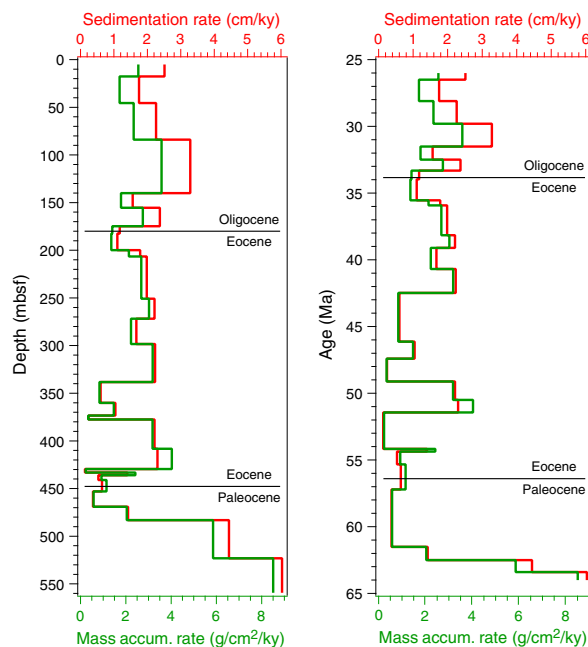 Sedimentation rate (cm/ky)
0 1 2 3 4 5 6
0
50
100
150
200
250
300
350
400
450
500
550
Depth (mbsf)
Oligocene
Eocene
Eocene
Paleocene
0 2 4 6 8
Mass accum. rate (g/cm2/ky)
Sedimentation rate (cm/ky)
0 1 2 3 4 5 6
25
30
35
40
45
50
55
60
65
Age (Ma)
Oligocene
Eocene
Eocene
Paleocene
0 2 4 6 8
Mass accum. rate (g/cm2/ky)